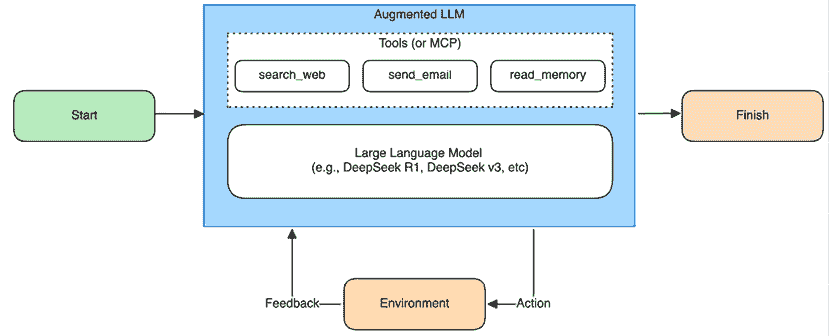 Augmented LLM
Tools (or MCP)
search_web
send_email
read_memory
Start
Finish
Large Language Model
(e.g., DeepSeek R1, DeepSeek v3, etc)
Feedback
Environment
Action